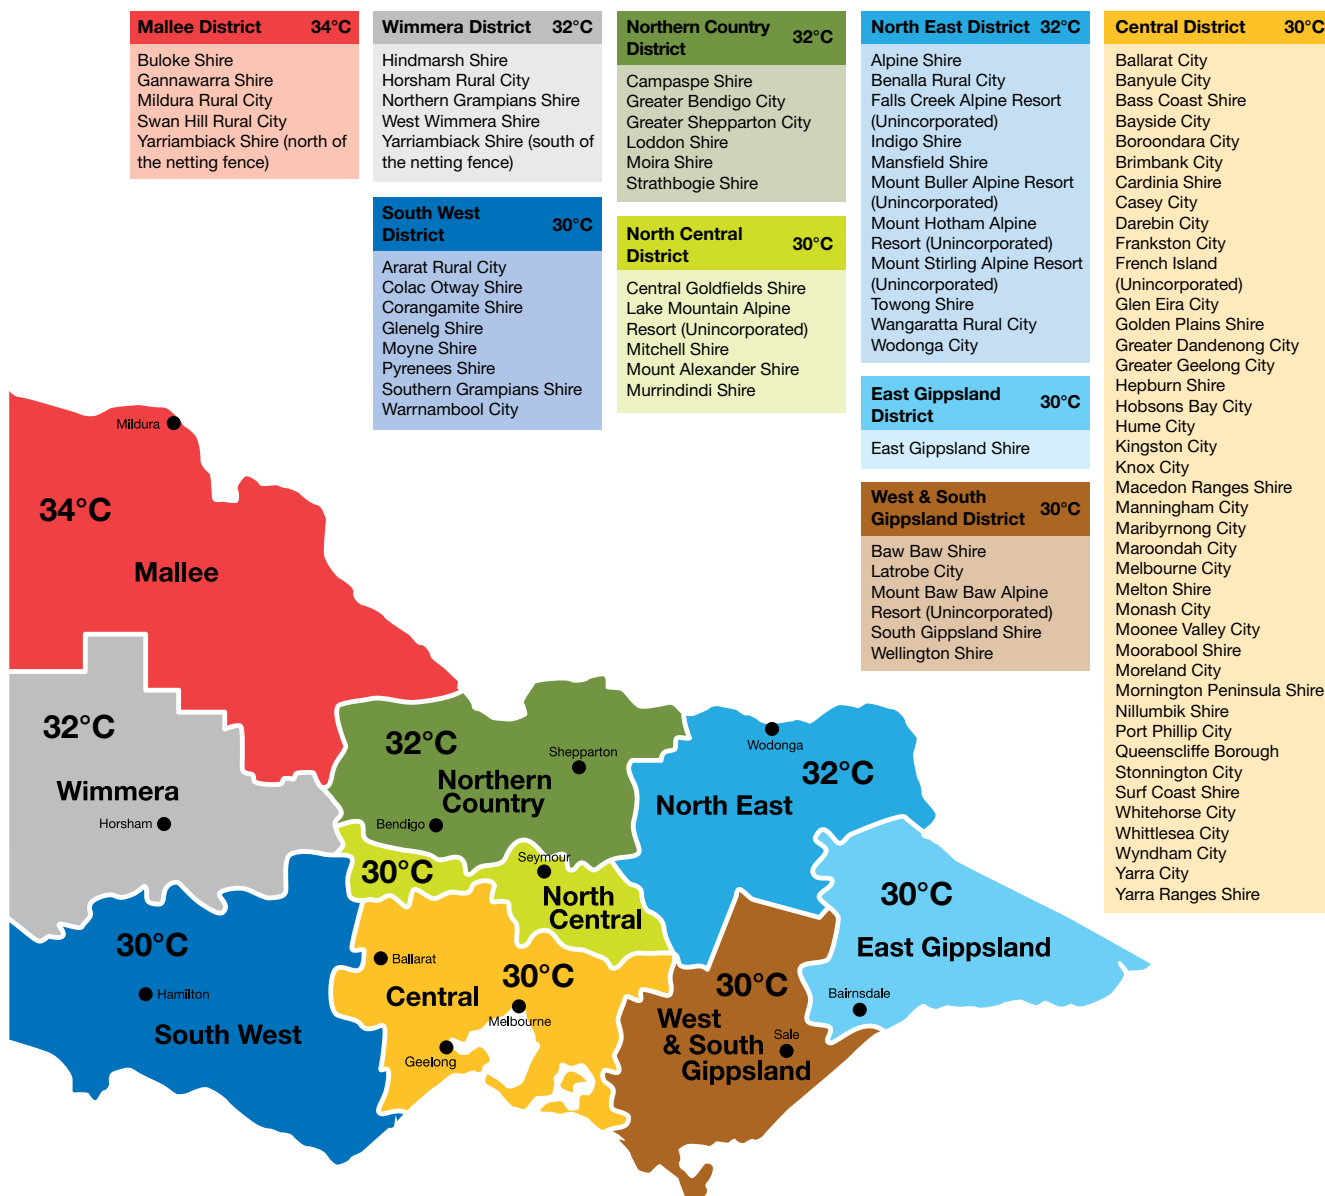 Mallee District 34°C
Buloke Shire
Gannawarra Shire
Mildura Rural City
Swan Hill Rural City
Yarriambiack Shire (north of
the netting fence)
Wimmera District 32°C
Hindmarsh Shire
Horsham Rural City
Northern Grampians Shire
West Wimmera Shire
Yarriambiack Shire (south of
the netting fence)
South West
District 30°C
Ararat Rural City
Colac Otway Shire
Corangamite Shire
Glenelg Shire
Moyne Shire
Pyrenees Shire
Southern Grampians Shire
Warrnambool City
Northern Country
District 32°C
Campaspe Shire
Greater Bendigo City
Greater Shepparton City
Loddon Shire
Moira Shire
Strathbogie Shire
North Central
District 30°C
Central Goldfields Shire
Lake Mountain Alpine
Resort (Unincorporated)
Mitchell Shire
Mount Alexander Shire
Murrindindi Shire
North East District 32°C
Alpine Shire
Benalla Rural City
Falls Creek Alpine Resort
(Unincorporated)
Indigo Shire
Mansfield Shire
Mount Buller Alpine Resort
(Unincorporated)
Mount Hotham Alpine
Resort (Unincorporated)
Mount Stirling Alpine Resort
(Unincorporated)
Towong Shire
Wangaratta Rural City
Wodonga City
East Gippsland
District 30°C
East Gippsland Shire
West & South
Gippsland District 30°C
Baw Baw Shire
Latrobe City
Mount Baw Baw Alpine
Resort (Unincorporated)
South Gippsland Shire
Wellington Shire
Central District 30°C
Ballarat City
Banyule City
Bass Coast Shire
Bayside City
Boroondara City
Brimbank City
Cardinia Shire
Casey City
Darebin City
Frankston City
French Island
(Unincorporated)
Glen Eira City
Golden Plains Shire
Greater Dandenong City
Greater Geelong City
Hepburn Shire
Hobsons Bay City
Hume City
Kingston City
Knox City
Macedon Ranges Shire
Manningham City
Maribyrnong City
Maroondah City
Melbourne City
Melton Shire
Monash City
Moonee Valley City
Moorabool Shire
Moreland City
Mornington Peninsula Shire
Nillumbik Shire
Port Phillip City
Queenscliffe Borough
Stonnington City
Surf Coast Shire
Whitehorse City
Whittlesea City
Wyndham City
Yarra City
Yarra Ranges Shire
Mildura
34°C
Mallee
32°C
Wimmera
Horsham
32°C
Shepparton
Northern
Country
Bendigo
Wodonga
32°C
North East
30°C
Seymour
North
Central
30°C
East Gippsland
Bairnsdale
30°C
Hamilton
South West
Ballarat
30°C
Central
Melbourne
Geelong
30°C
West
& South
Gippsland
Sale